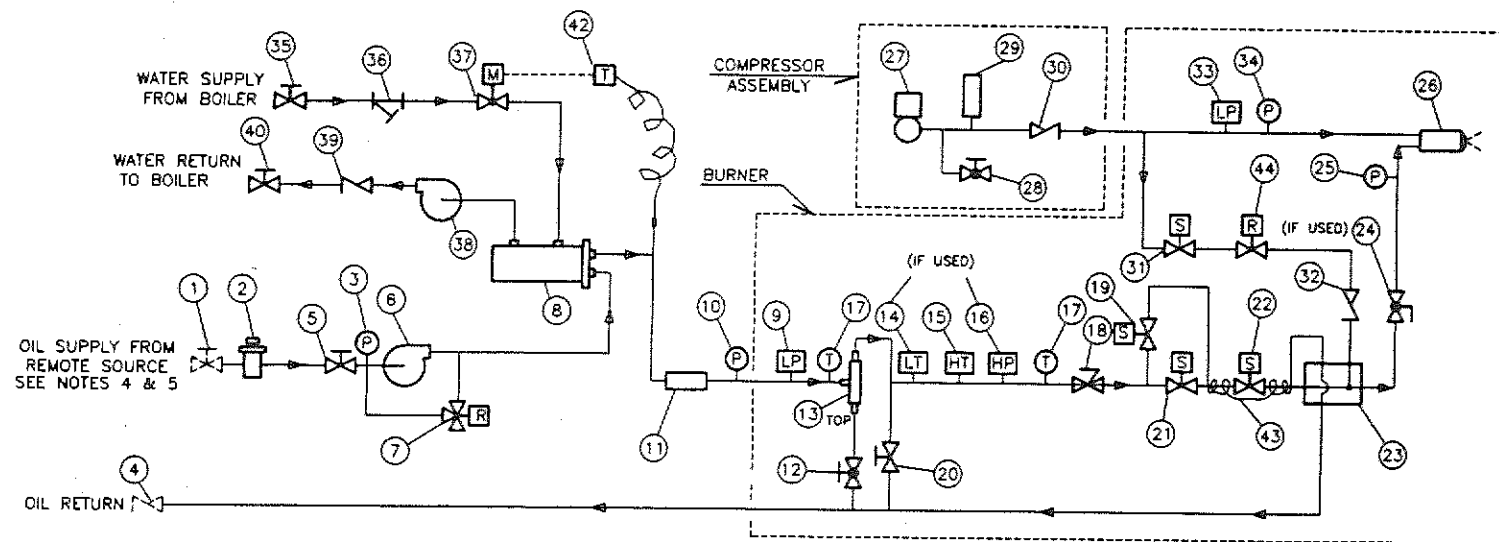 35
36
37
42
M
T
WATER SUPPLY
FROM BOILER
COMPRESSOR
ASSEMBLY
27
29
30
28
33
34
LP
P
26
40
39
WATER RETURN
TO BOILER
38
BURNER
25
P
44
S
R
(IF USED)
24
31
32
8
1
2
3
5
6
P
OIL SUPPLY FROM
REMOTE SOURCE
SEE NOTES 4 & 5
7
R
(IF USED)
10
9
17
14
15
16
17
18
19
22
P
LP
T
LT
HT
HP
T
S
S
S
13
TOP
11
12
20
21
43
23
4
OIL RETURN